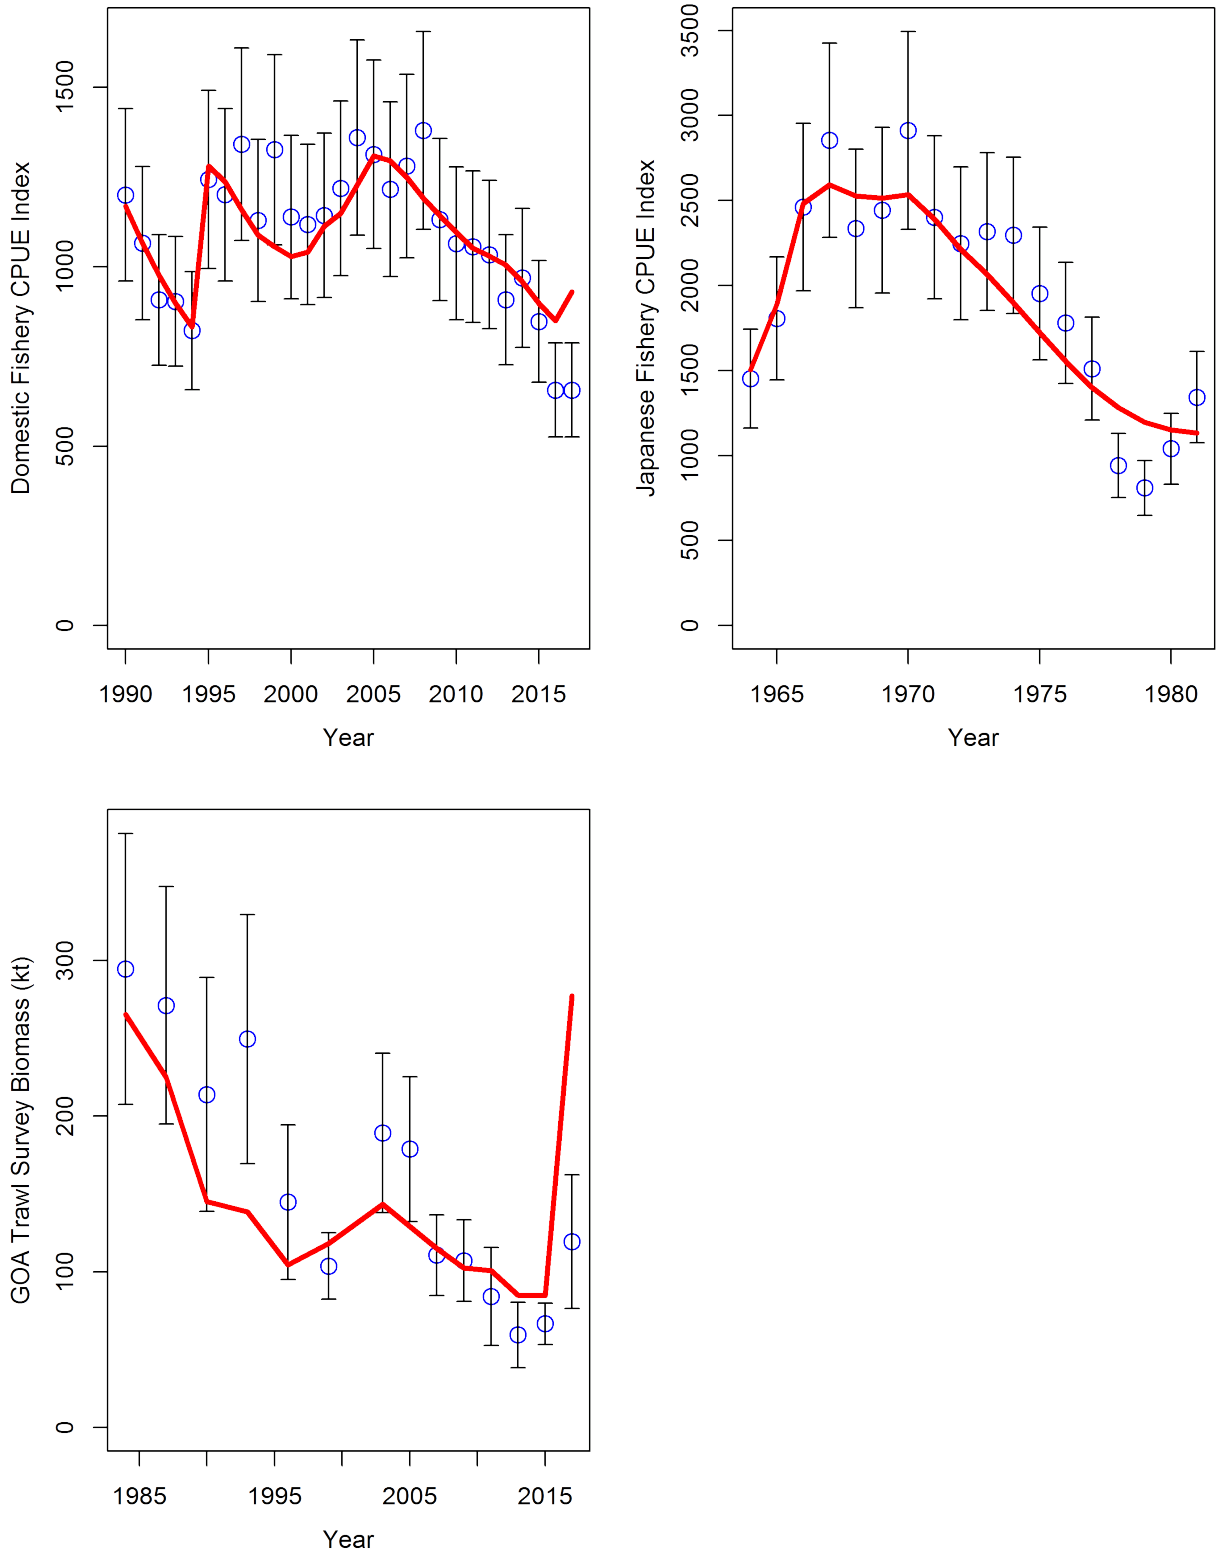 Domestic Fishery CPUE Index
1500
1000
500
0
1990 1995 2000 2005 2010 2015
Year
Japanese Fishery CPUE Index
3500
3000
2500
2000
1500
1000
500
0
1965 1970 1975 1980
Year
GOA Trawl Survey Biomass (kt)
300
200
100
0
1985 1995 2005 2015
Year